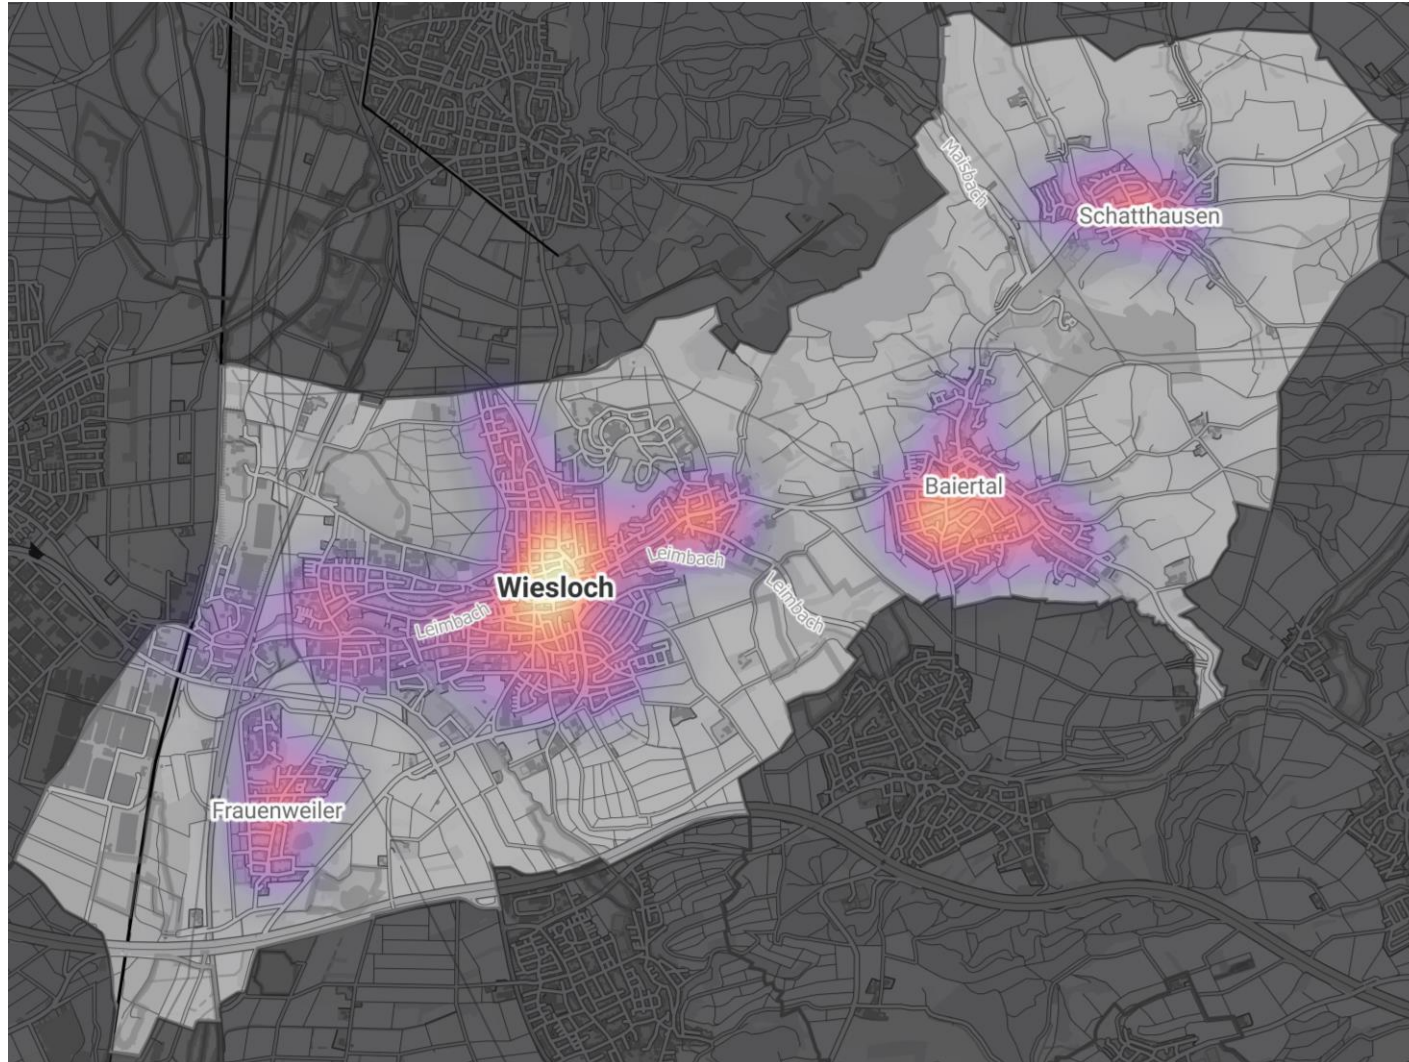 Maisbach
Schatthausen
Baiertal
Leimbach
Wiesloch
Leimbach
Leimbach
Frauenweiler